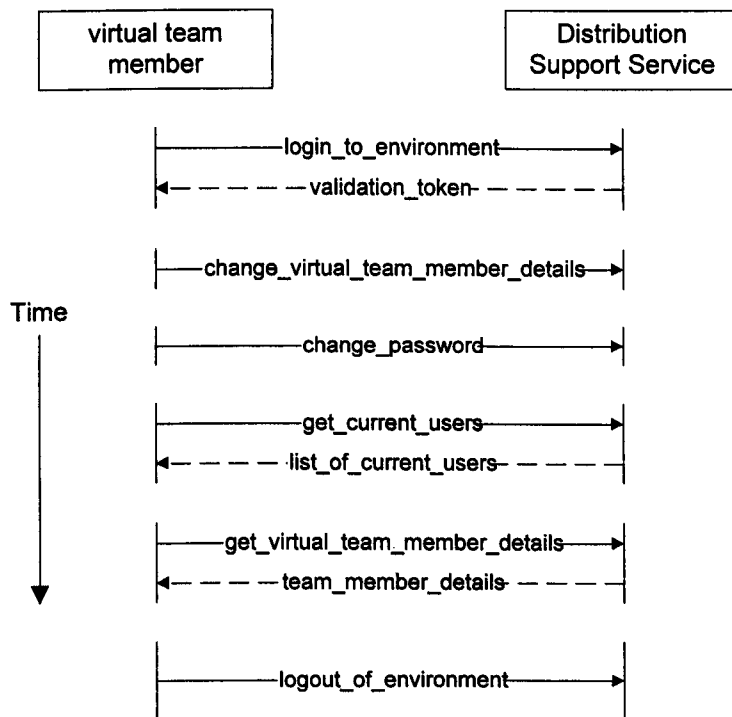 virtual team
member
Distribution
Support Service
login_to_environment
validation_token
change_virtual_team_member_details
Time
change_password
get_current_users
list_of_current_users
get_virtual_team_member_details
team_member_details
logout_of_environment